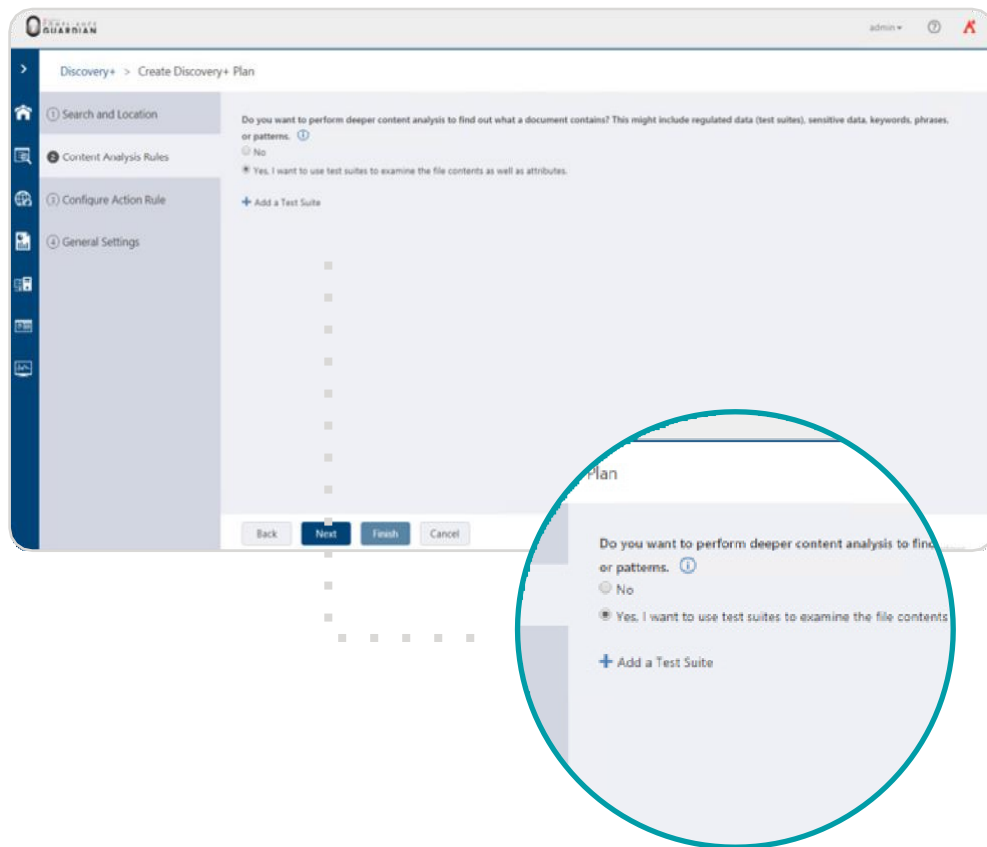 COMPLIANCE
GUARDIAN
admin
Discovery+ > Create Discovery+ Plan
1 Search and Location
2 Content Analysis Rules
3 Configure Action Rule
4 General Settings
Do you want to perform deeper content analysis to find out what a document contains? This might include regulated data (test suites), sensitive data, keywords, phrases,
or patterns.
No
Yes, I want to use test suites to examine the file contents as well as attributes.
+ Add a Test Suite
Back Next Finish Cancel
Plan
Do you want to perform deeper content analysis to find
or patterns.
No
Yes, I want to use test suites to examine the file contents
+ Add a Test Suite